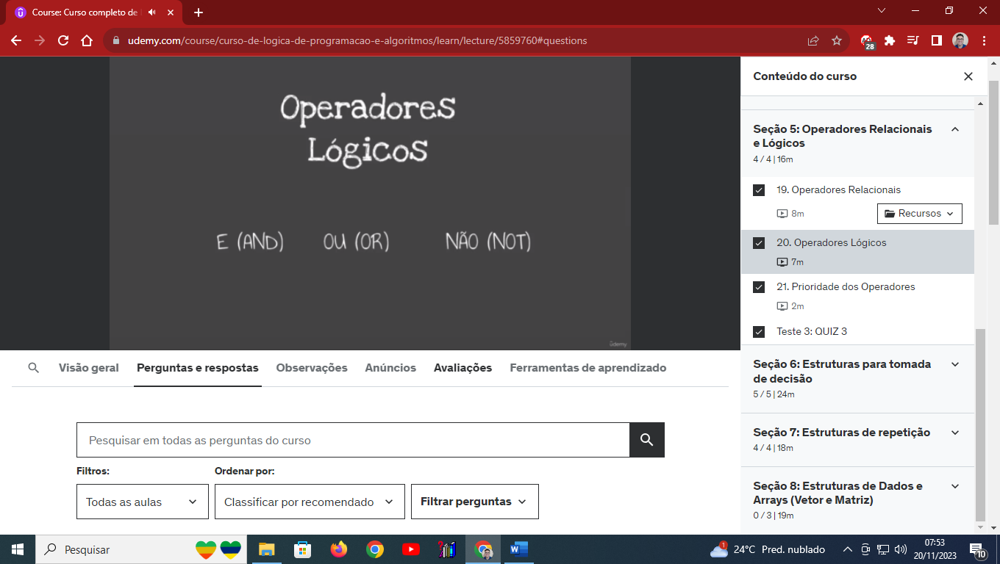 Course: Curso completo de
udemy.com/course/curso-de-logica-de-programacao-e-algoritmos/learn/lecture/5859760#questions
28
Operadores
Lógicos
E (AND) OU (OR) NÃO (NOT)
ûdemy
Conteúdo do curso
Seção 5: Operadores Relacionais
e Lógicos
4 / 4 | 16m
19. Operadores Relacionais
8m
Recursos
20. Operadores Lógicos
7m
21. Prioridade dos Operadores
2m
Teste 3: QUIZ 3
Seção 6: Estruturas para tomada
de decisão
5 / 5 | 24m
Seção 7: Estruturas de repetição
4 / 4 | 18m
Seção 8: Estruturas de Dados e
Arrays (Vetor e Matriz)
0 / 3 | 19m
Visão geral Perguntas e respostas Observações Anúncios Avaliações Ferramentas de aprendizado
Pesquisar em todas as perguntas do curso
Filtros: Ordenar por:
Todas as aulas Classificar por recomendado Filtrar perguntas
Pesquisar
1
24°C Pred. nublado
07:53
20/11/2023
10